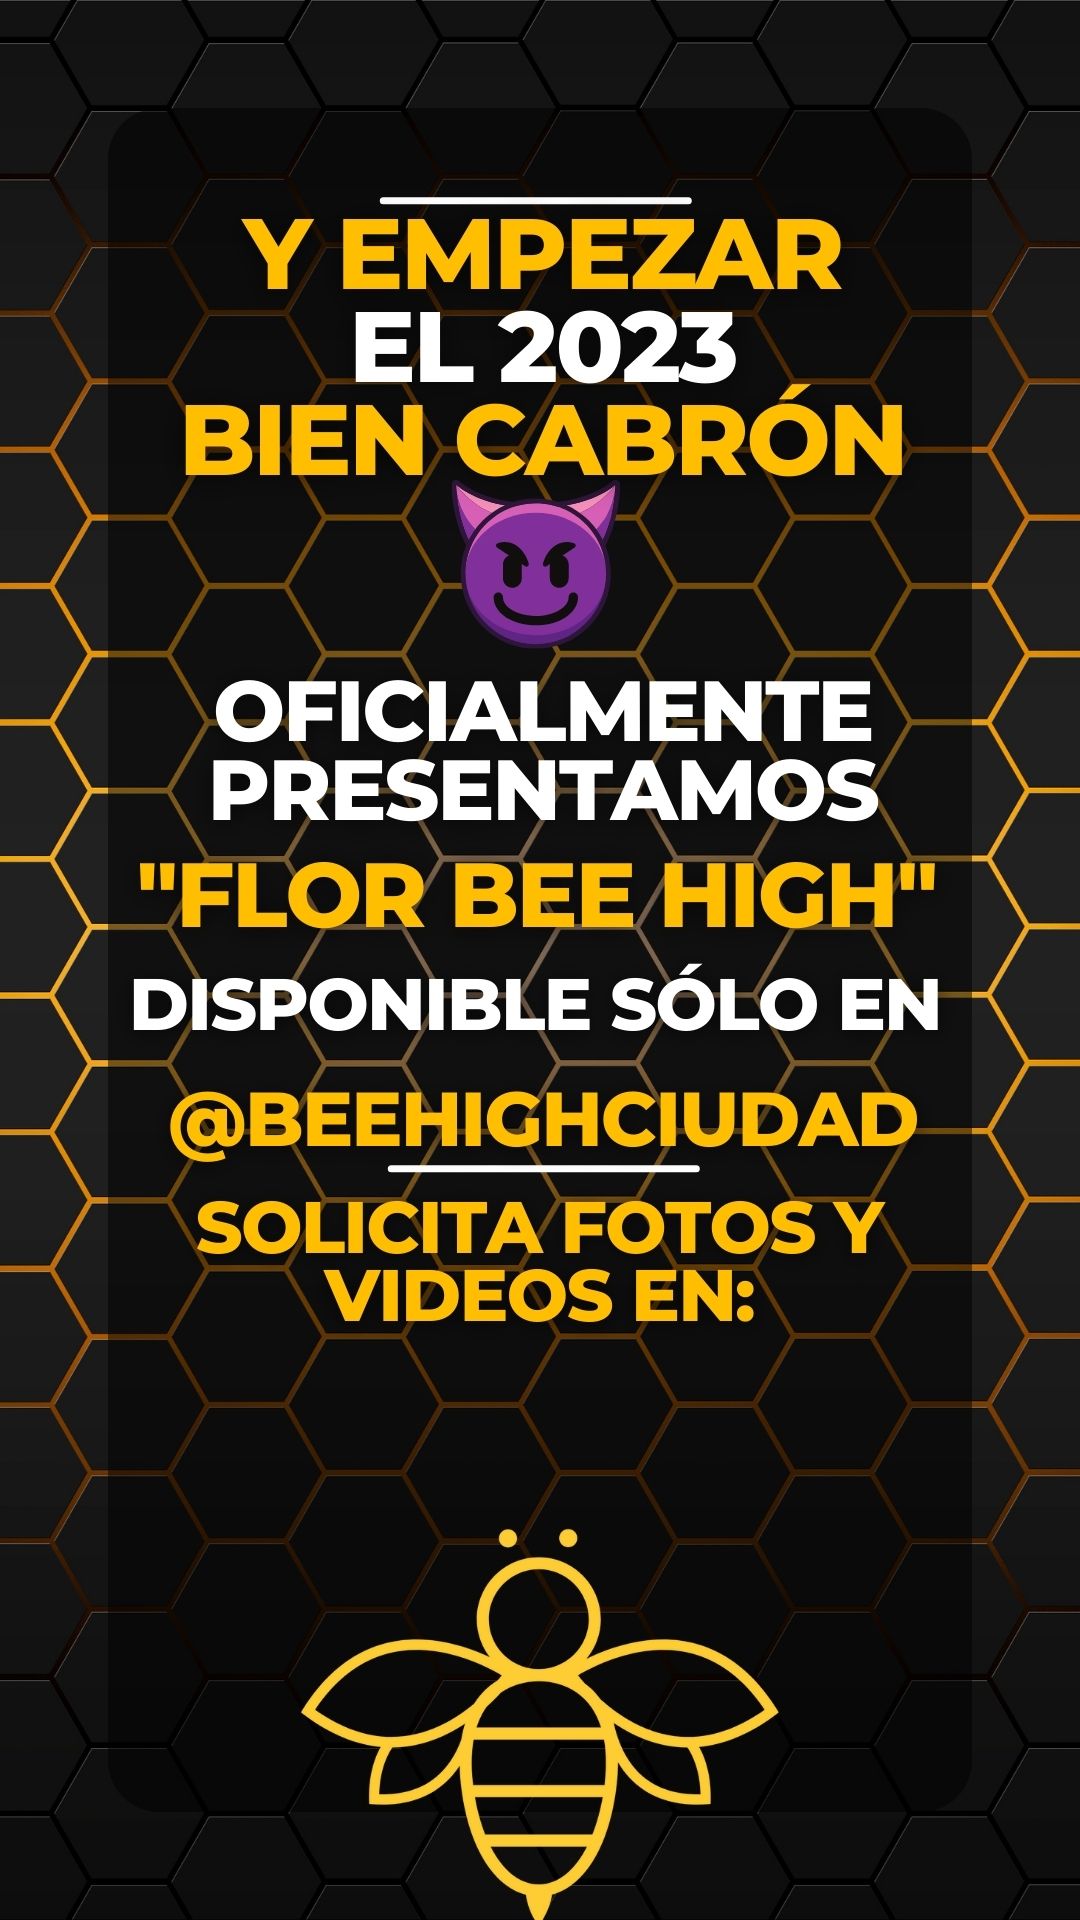 Y EMPEZAR
EL 2023
BIEN CABRÓN
OFICIALMENTE
PRESENTAMOS
"FLOR BEE HIGH"
DISPONIBLE SÓLO EN
@BEEHIGHCIUDAD
SOLICITA FOTOS Y
VIDEOS EN: